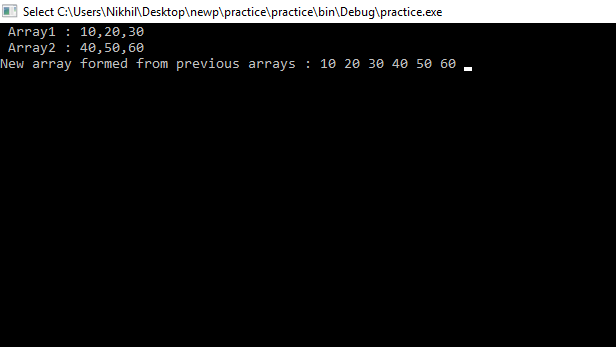 Select C:\Users\Nikhil\Desktop\newp\practice\practice\bin\Debug\practice.exe
Array1 : 10,20,30
Array2 : 40,50,60
New array formed from previous arrays : 10 20 30 40 50 60